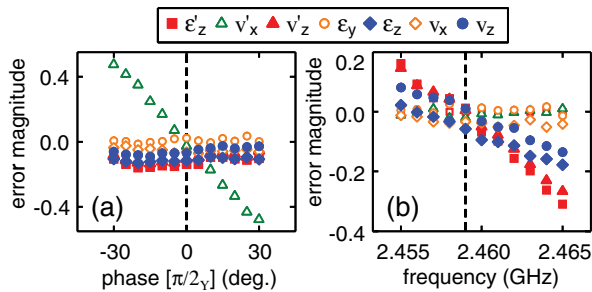 ε'z v'x v'z εy εz vx vz
0.4
0.0
-0.4
error magnitude
(a)
-30 0 30
phase [π/2Y] (deg.)
0.2
0.0
-0.2
0.4
error magnitude
(b)
2.455 2.460 2.465
frequency (GHz)